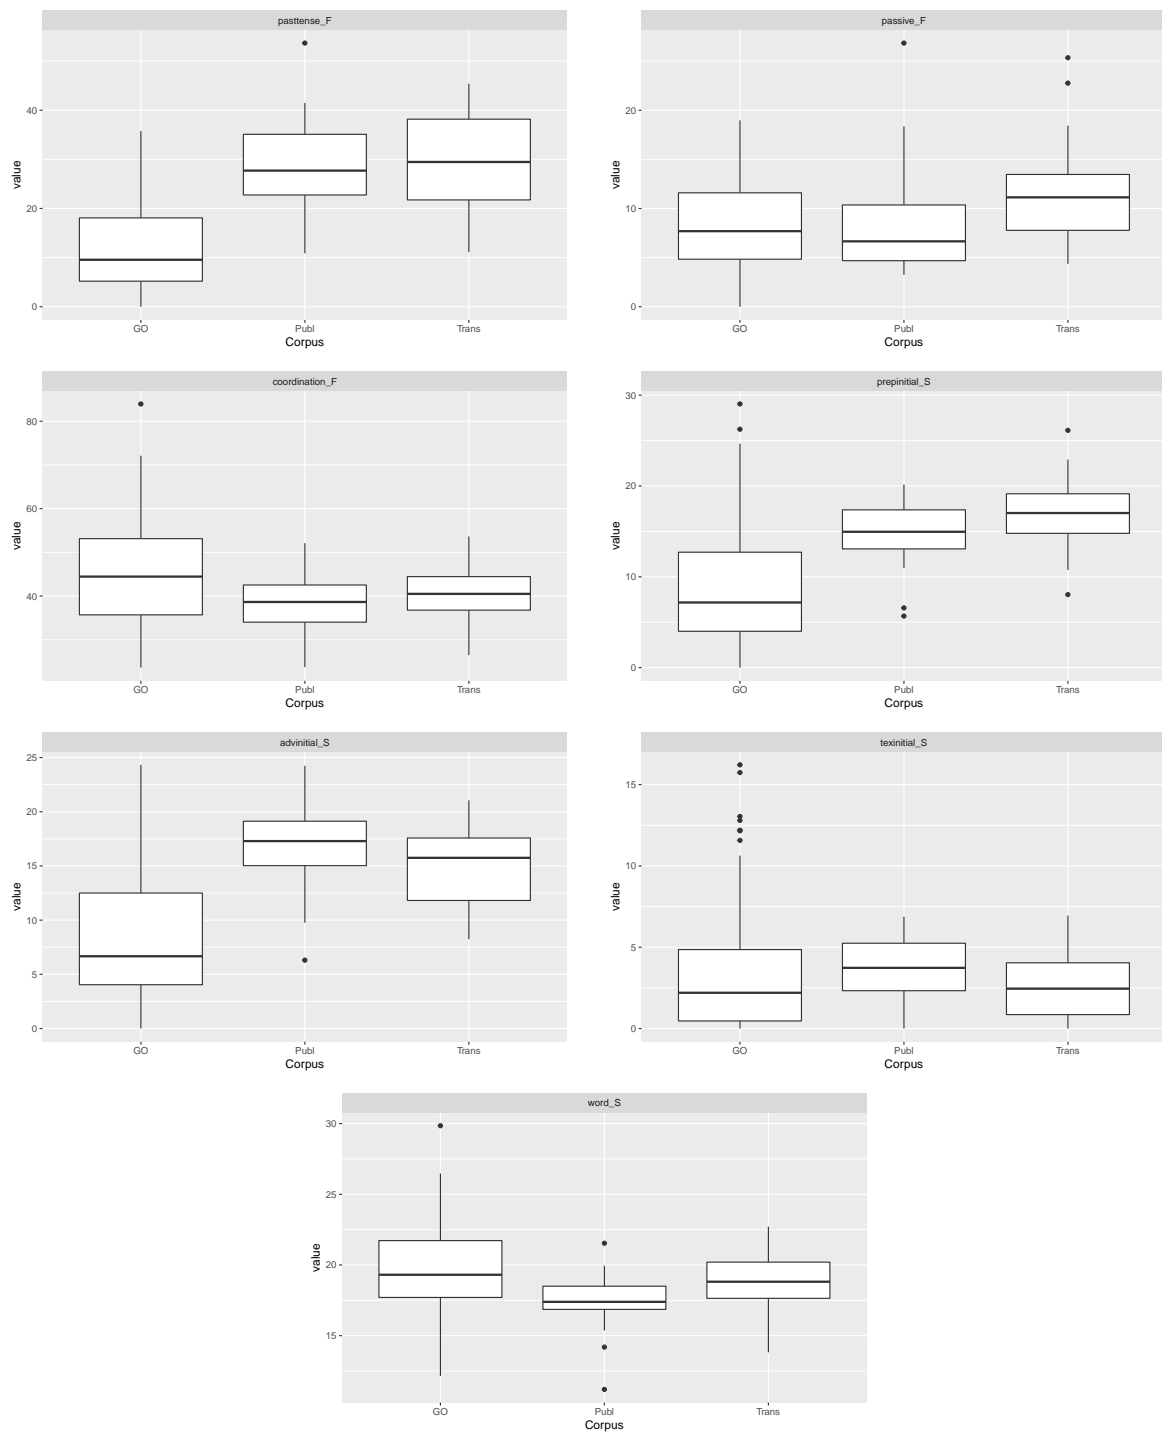 pasttense_F
value
40
20
0
GO Publ Trans
Corpus
passive_F
value
20
10
0
GO Publ Trans
Corpus
coordination_F
value
80
60
40
GO Publ Trans
Corpus
prepinitial_S
value
30
20
10
0
GO Publ Trans
Corpus
advinitial_S
value
25
20
15
10
5
0
GO Publ Trans
Corpus
texinitial_S
value
15
10
5
0
GO Publ Trans
Corpus
word_S
value
30
25
20
15
GO Publ Trans
Corpus